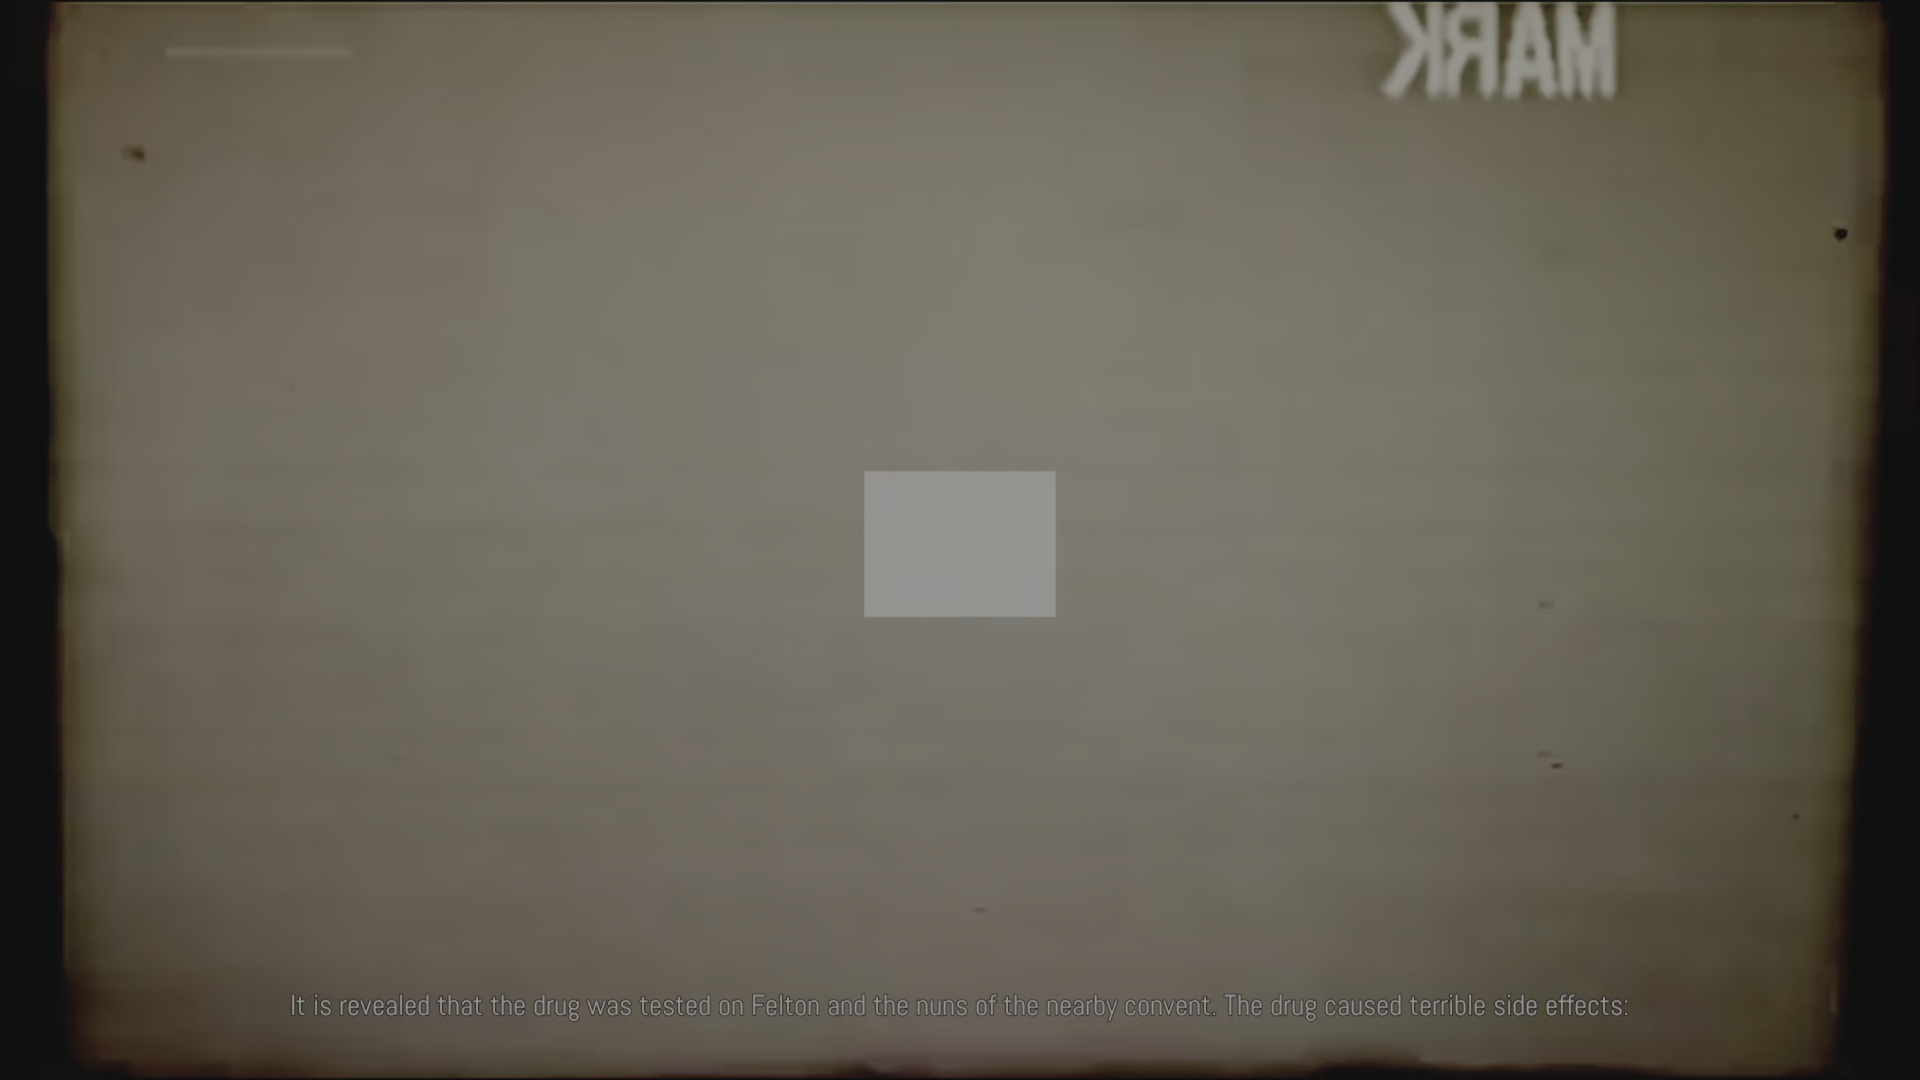 MARK
It is revealed that the drug was tested on Felton and the nuns of the nearby convent. The drug caused terrible side effects: